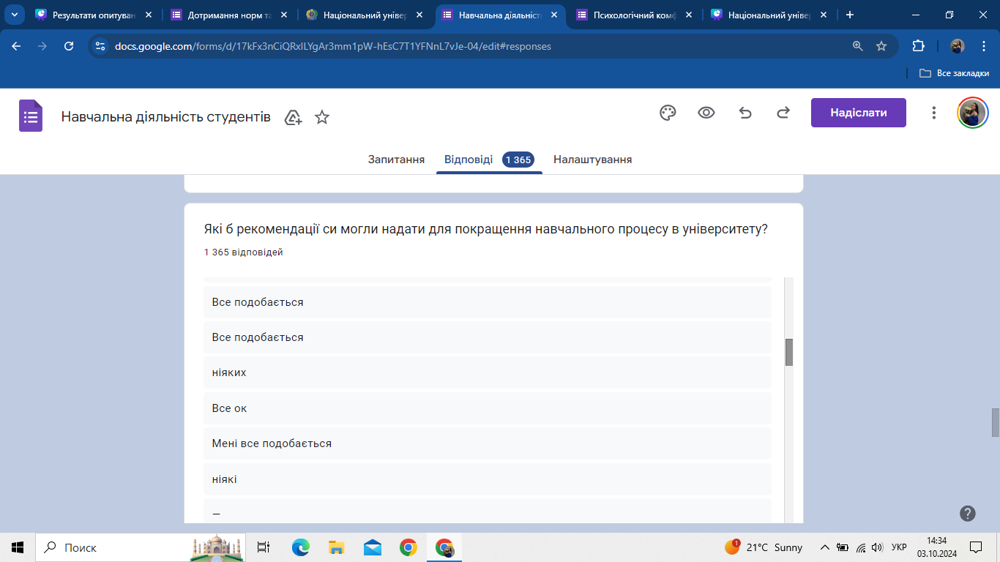 Результати опитуван
Дотримання норм та
Національний універ
Навчальна діяльність
Психологічний комф
Національний універ
docs.google.com/forms/d/17kFx3nCiQRxILYgAr3mm1pW-hEsC7T1YFNnL7vJe-04/edit#responses
Все закладки
Навчальна діяльність студентів
Надіслати
Запитання
Відповіді 1 365
Налаштування
Які б рекомендації си могли надати для покращення навчального процесу в університету?
1 365 відповідей
Все подобається
Все подобається
ніяких
Все ок
Мені все подобається
ніякі
—
Поиск
1
21°C Sunny
УКР
14:34
03.10.2024